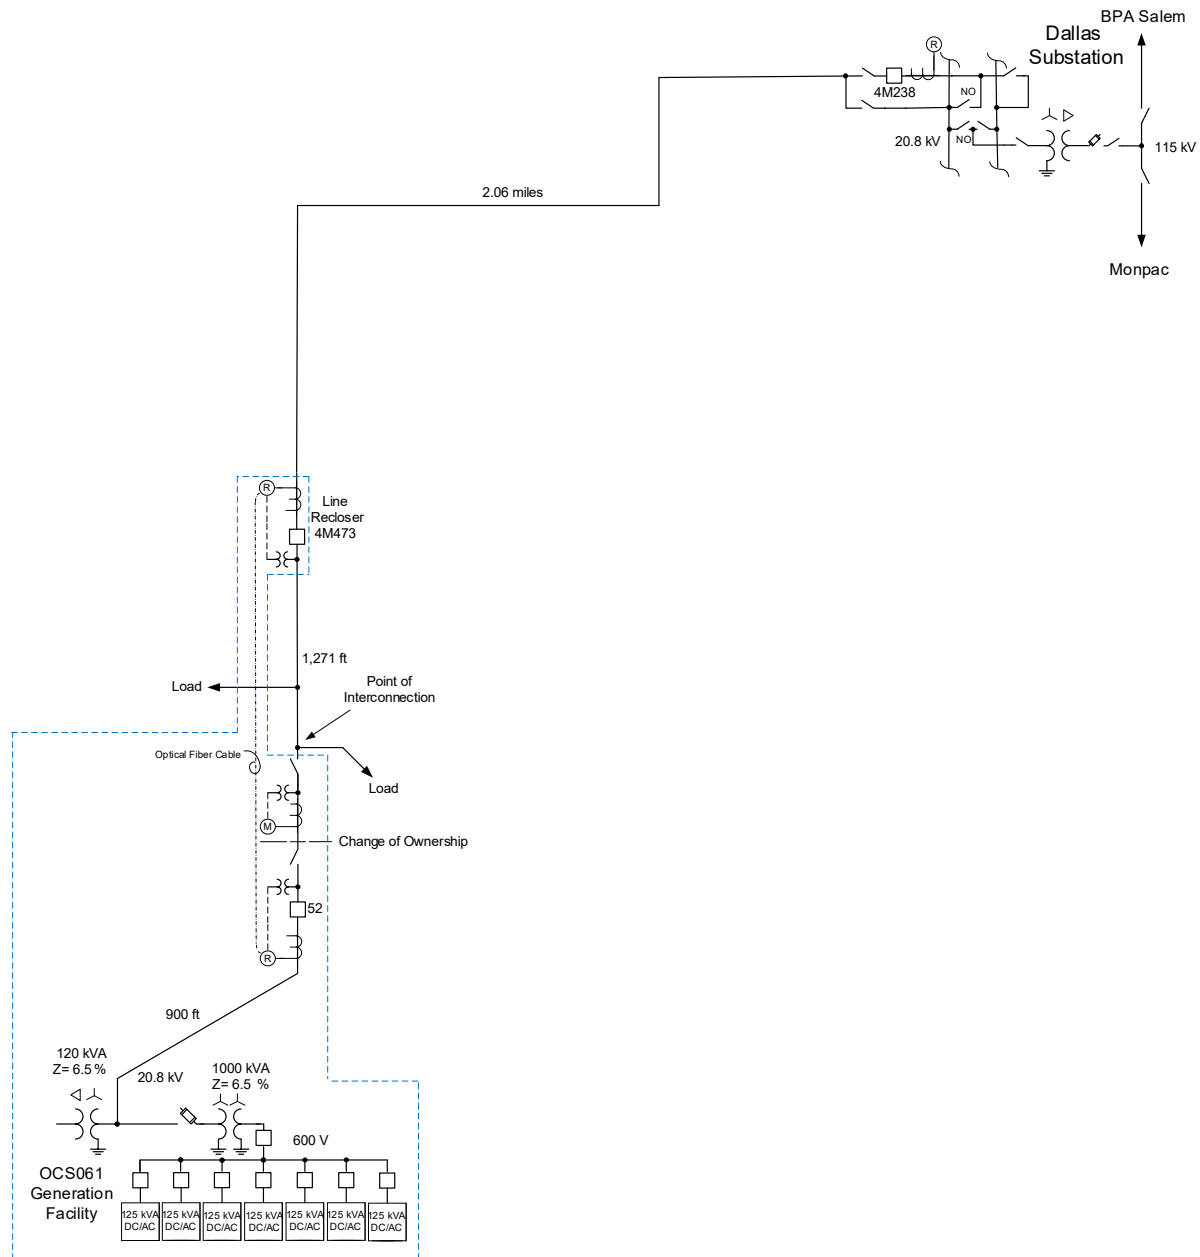 BPA Salem
Dallas
Substation
R
4M238
NO
20.8 kV
NO
115 kV
Monpac
2.06 miles
R
Line
Recloser
4M473
1,271 ft
Load
Point of
Interconnection
Optical Fiber Cable
Load
M
Change of Ownership
52
R
900 ft
120 kVA
Z= 6.5 %
20.8 kV
1000 kVA
Z= 6.5 %
600 V
OCS061
Generation
Facility
125 kVA
DC/AC
125 kVA
DC/AC
125 kVA
DC/AC
125 kVA
DC/AC
125 kVA
DC/AC
125 kVA
DC/AC
125 kVA
DC/AC